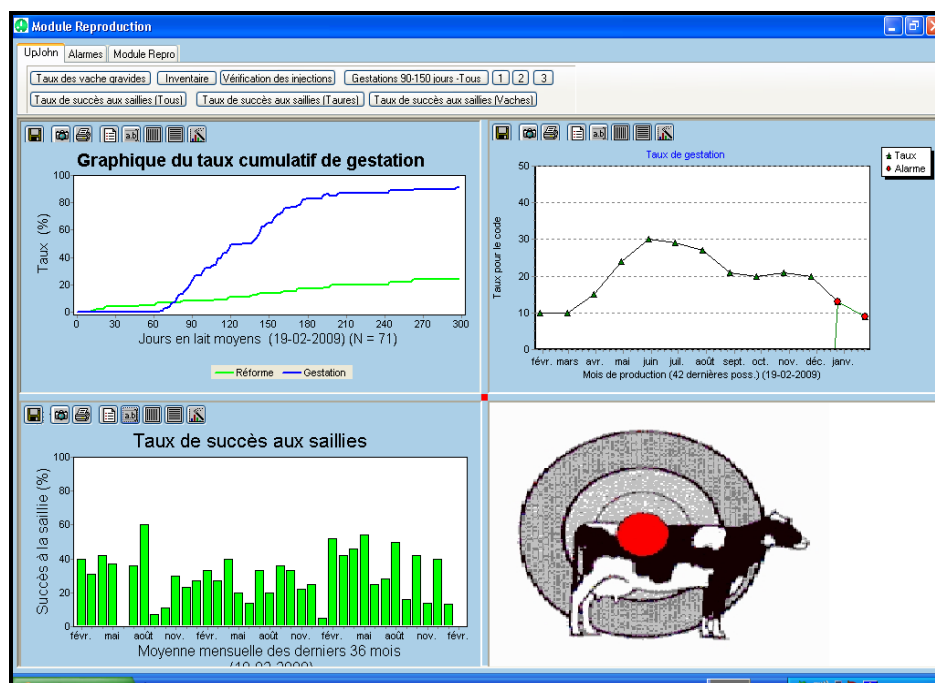 Module Reproduction
UpJohn Alarmes Module Repro
Taux des vache gravides Inventaire Vérification des injections Gestations 90-150 jours -Tous 1 2 3
Taux de succès aux saillies (Tous) Taux de succès aux saillies (Taures) Taux de succès aux saillies (Vaches)
Graphique du taux cumulatif de gestation
100
80
60
40
20
0
Taux (%)
0 30 60 90 120 150 180 210 240 270 300
Jours en lait moyens (19-02-2009) (N = 71)
Réforme Gestation
Taux de gestation
Taux
Alarme
50
40
30
20
10
0
Taux pour le code
févr. mars avr. mai juin juil. août sept. oct. nov. déc. janv.
Mois de production (42 dernières poss.) (19-02-2009)
Taux de succès aux saillies
100
80
60
40
20
0
Succès à la saillie (%)
févr. mai août nov. févr. mai août nov. févr. mai août nov. févr.
Moyenne mensuelle des derniers 36 mois
(19-02-2009)